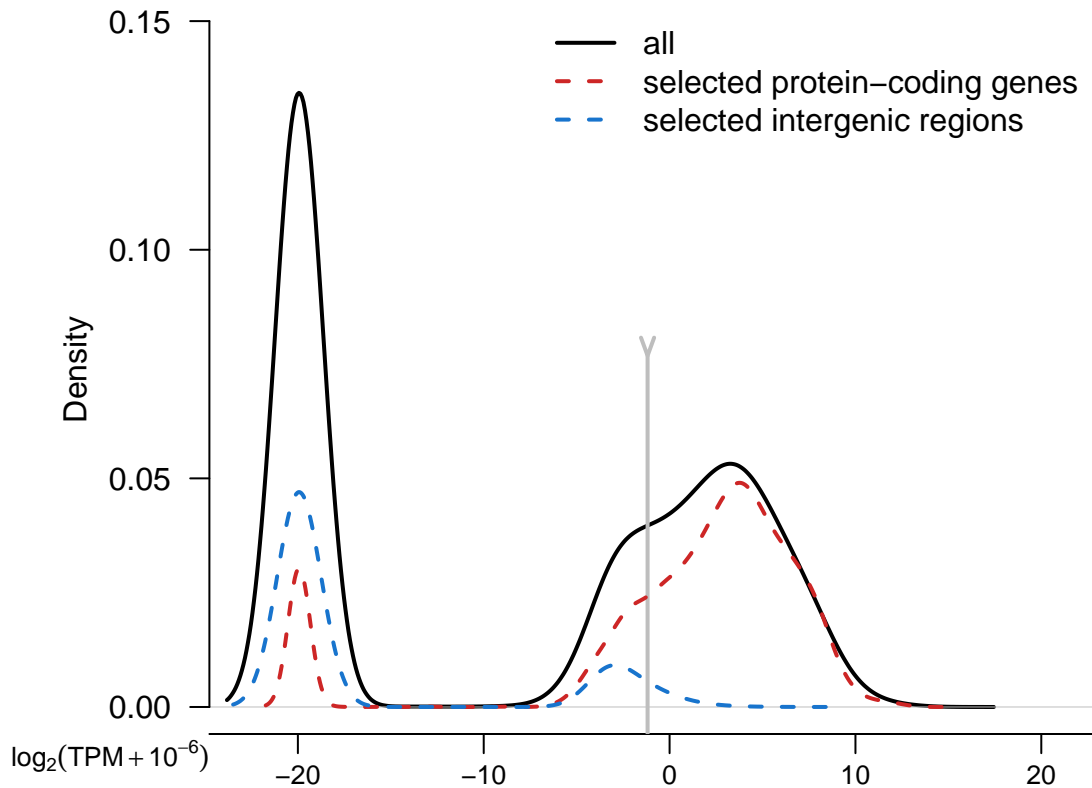 0.15
all
selected protein−coding genes
selected intergenic regions
0.10
Density
0.05
0.00
log₂(TPM+10⁻⁶)
−20 −10 0 10 20